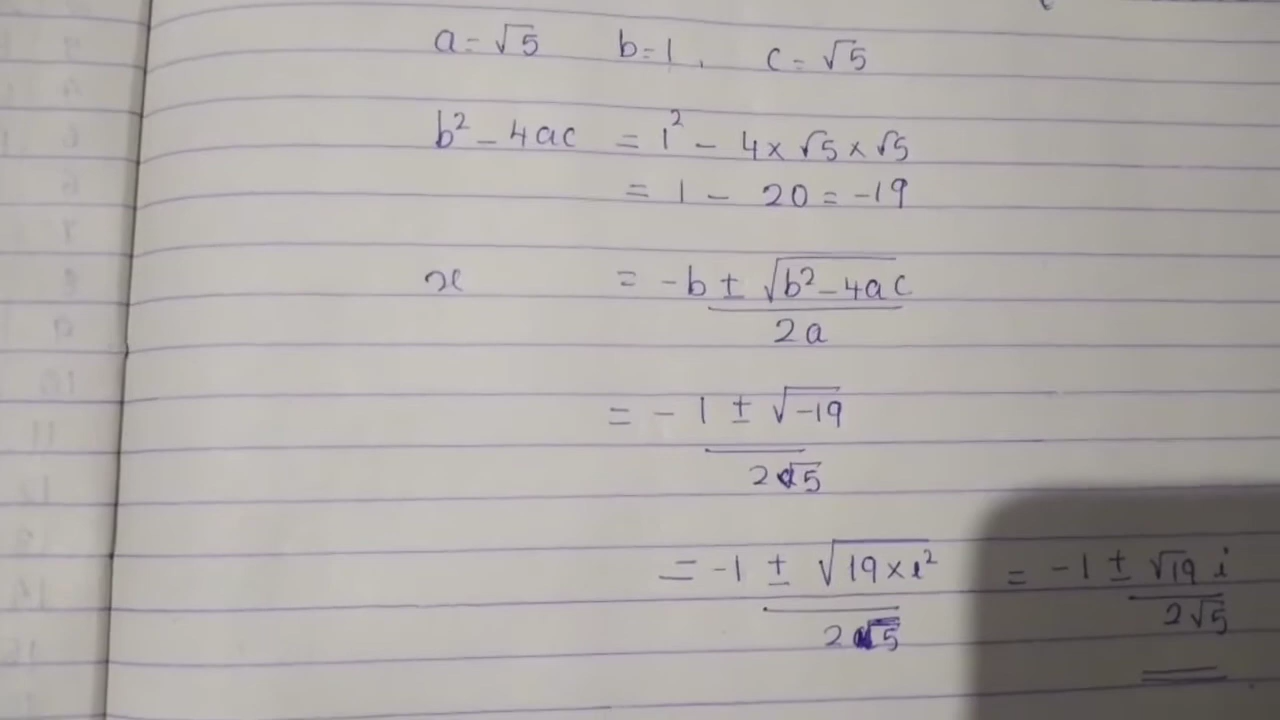 a = √5 b = 1, c = √5
b² - 4ac = 1² - 4 × √5 × √5
= 1 - 20 = -19
x = -b ± √b² - 4ac
2a
= - 1 ± √-19
2√5
= -1 ± √19 × i² = -1 ± √19 i
2√5 2√5